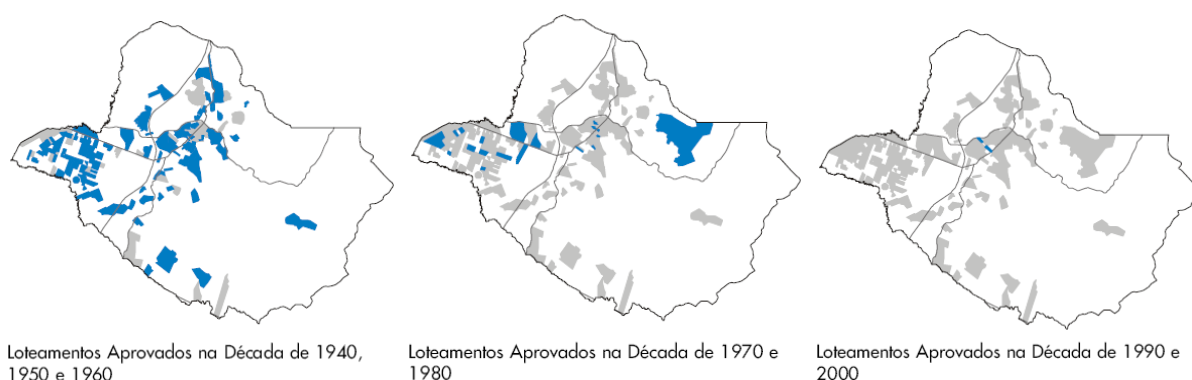 Loteamentos Aprovados na Década de 1940,
1950 e 1960
Loteamentos Aprovados na Década de 1970 e
1980
Loteamentos Aprovados na Década de 1990 e
2000